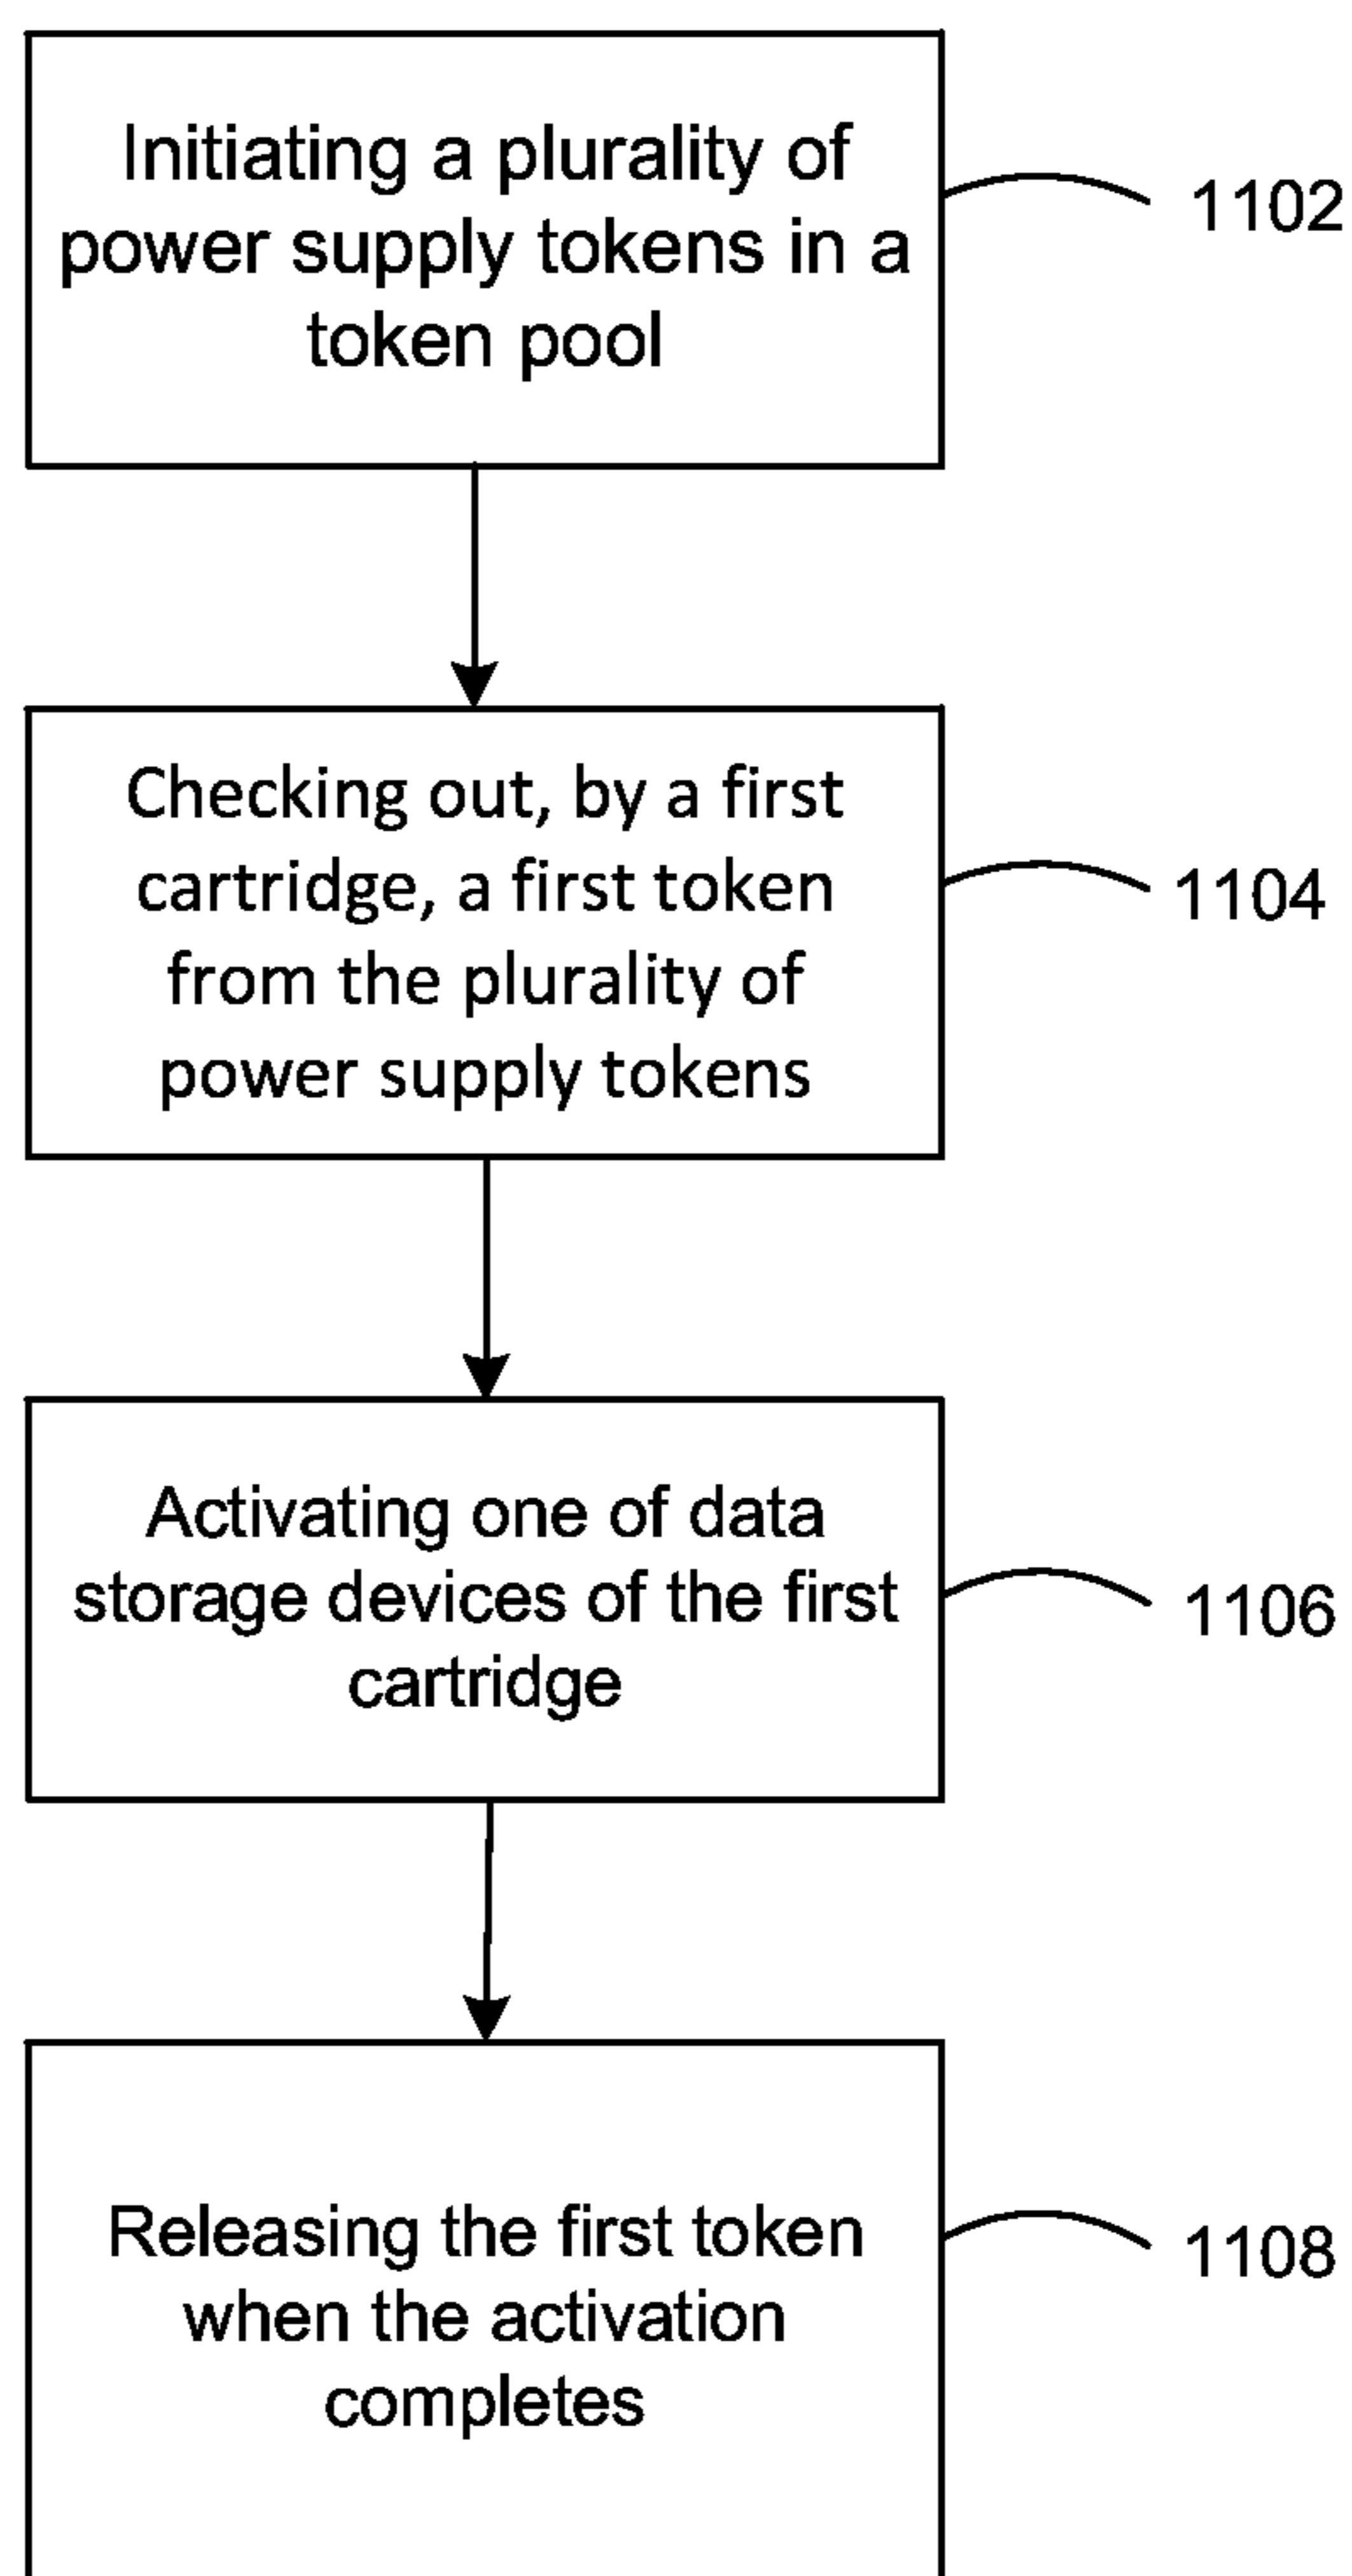 Initiating a plurality of
power supply tokens in a
token pool
1102
Checking out, by a first
cartridge, a first token
from the plurality of
power supply tokens
1104
Activating one of data
storage devices of the first
cartridge
1106
Releasing the first token
when the activation
completes
1108